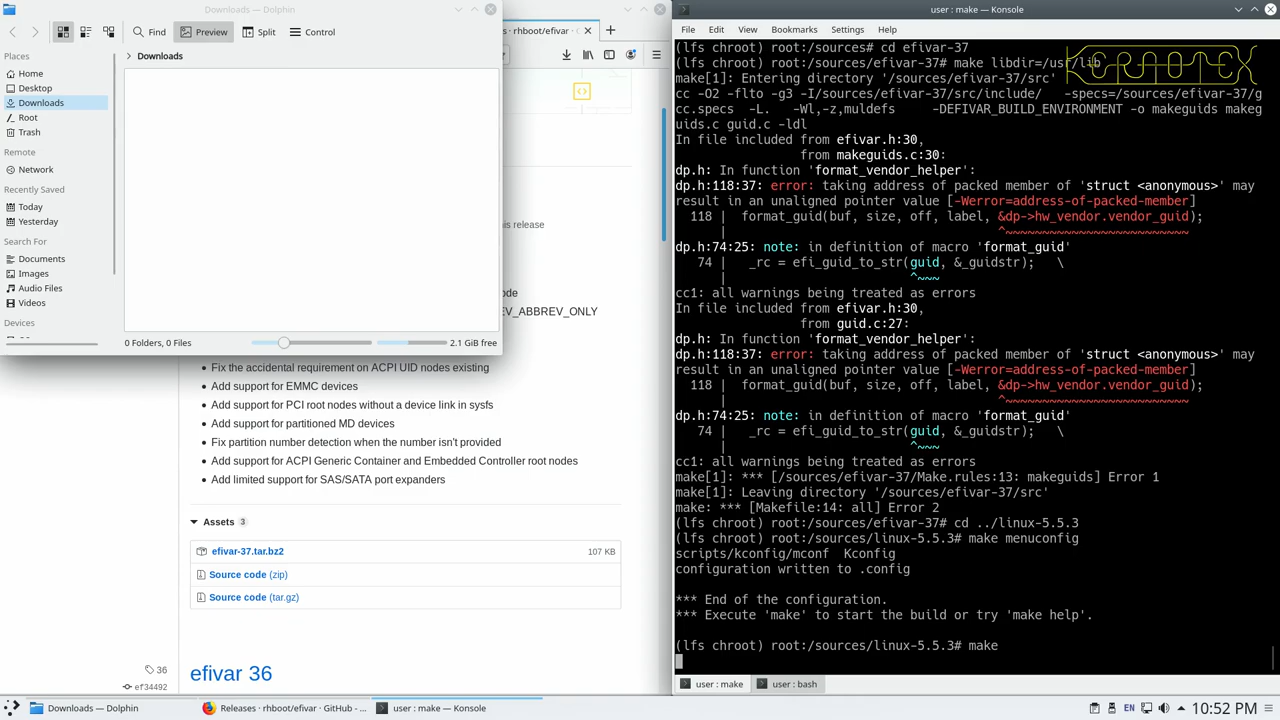 Downloads — Dolphin
Find
Preview
Split
Control
Places
Downloads
Home
Desktop
Downloads
Root
Trash
Remote
Network
Recently Saved
Today
Yesterday
Search For
Documents
Images
Audio Files
Videos
Devices
0 Folders, 0 Files
2.1 GiB free
rhboot/efivar ·
his release
ode
EV_ABBREV_ONLY
Fix the accidental requirement on ACPI UID nodes existing
Add support for EMMC devices
Add support for PCI root nodes without a device link in sysfs
Add support for partitioned MD devices
Fix partition number detection when the number isn't provided
Add support for ACPI Generic Container and Embedded Controller root nodes
Add limited support for SAS/SATA port expanders
Assets 3
efivar-37.tar.bz2
107 KB
Source code (zip)
Source code (tar.gz)
36
ef34492
efivar 36
user : make — Konsole
File Edit View Bookmarks Settings Help
(lfs chroot) root:/sources# cd efivar-37
(lfs chroot) root:/sources/efivar-37# make libdir=/usr/lib
KRAOTEX
make[1]: Entering directory '/sources/efivar-37/src'
cc -O2 -flto -g3 -I/sources/efivar-37/src/include/   -specs=/sources/efivar-37/g
cc.specs  -L.  -Wl,-z,muldefs    -DEFIVAR_BUILD_ENVIRONMENT -o makeguids makeg
uids.c guid.c -ldl
In file included from efivar.h:30,
from makeguids.c:30:
dp.h: In function 'format_vendor_helper':
dp.h:118:37: error: taking address of packed member of 'struct <anonymous>' may
result in an unaligned pointer value [-Werror=address-of-packed-member]
118 |  format_guid(buf, size, off, label, &dp->hw_vendor.vendor_guid);
|                                     ^~~~~~~~~~~~~~~~~~~~~~~~~
dp.h:74:25: note: in definition of macro 'format_guid'
74 |   _rc = efi_guid_to_str(guid, &_guidstr);   \
|                         ^~~~
cc1: all warnings being treated as errors
In file included from efivar.h:30,
from guid.c:27:
dp.h: In function 'format_vendor_helper':
dp.h:118:37: error: taking address of packed member of 'struct <anonymous>' may
result in an unaligned pointer value [-Werror=address-of-packed-member]
118 |  format_guid(buf, size, off, label, &dp->hw_vendor.vendor_guid);
|                                     ^~~~~~~~~~~~~~~~~~~~~~~~~
dp.h:74:25: note: in definition of macro 'format_guid'
74 |   _rc = efi_guid_to_str(guid, &_guidstr);   \
|                         ^~~~
cc1: all warnings being treated as errors
make[1]: *** [/sources/efivar-37/Make.rules:13: makeguids] Error 1
make[1]: Leaving directory '/sources/efivar-37/src'
make: *** [Makefile:14: all] Error 2
(lfs chroot) root:/sources/efivar-37# cd ../linux-5.5.3
(lfs chroot) root:/sources/linux-5.5.3# make menuconfig
scripts/kconfig/mconf  Kconfig
configuration written to .config
*** End of the configuration.
*** Execute 'make' to start the build or try 'make help'.
(lfs chroot) root:/sources/linux-5.5.3# make
user : make
user : bash
Downloads — Dolphin
Releases · rhboot/efivar · GitHub - ...
user : make — Konsole
EN
10:52 PM